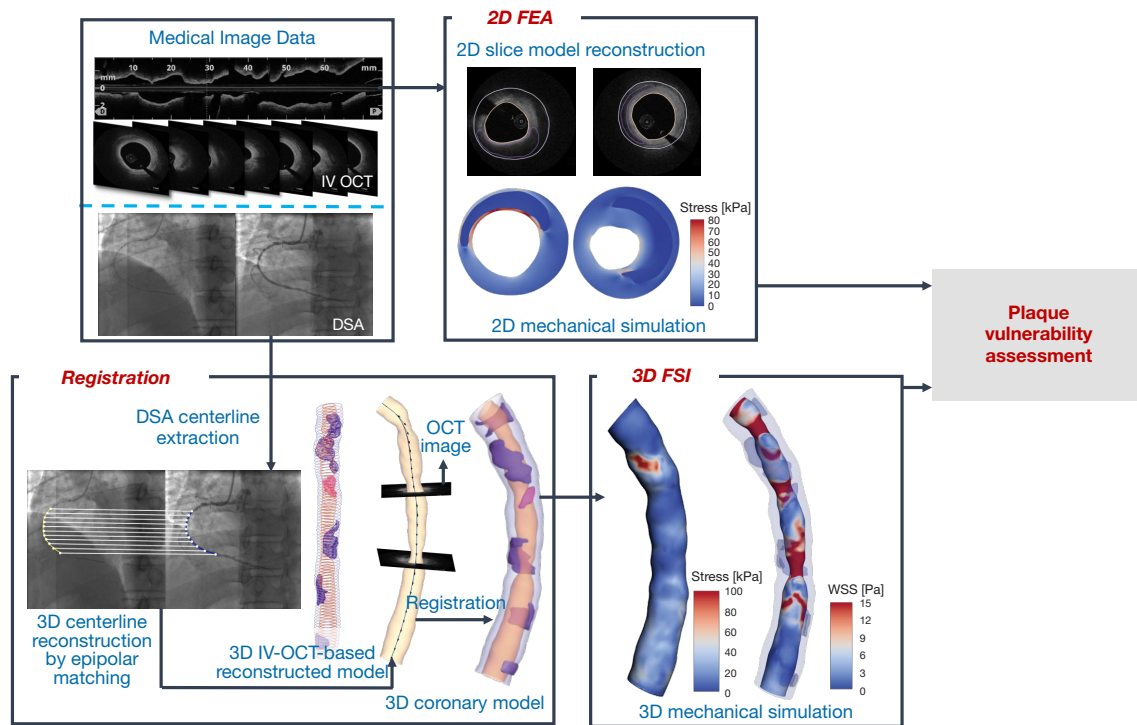 Medical Image Data
10 20 30 40 50 60 mm
mm
0
2
D
P
IV OCT
DSA
2D FEA
2D slice model reconstruction
Stress [kPa]
80
70
60
50
40
30
20
10
0
2D mechanical simulation
Plaque
vulnerability
assessment
Registration
DSA centerline
extraction
3D centerline
reconstruction
by epipolar
matching
3D IV-OCT-based
reconstructed model
OCT
image
Registration
3D coronary model
3D FSI
Stress [kPa]
100
80
60
40
20
0
WSS [Pa]
15
12
9
6
3
0
3D mechanical simulation